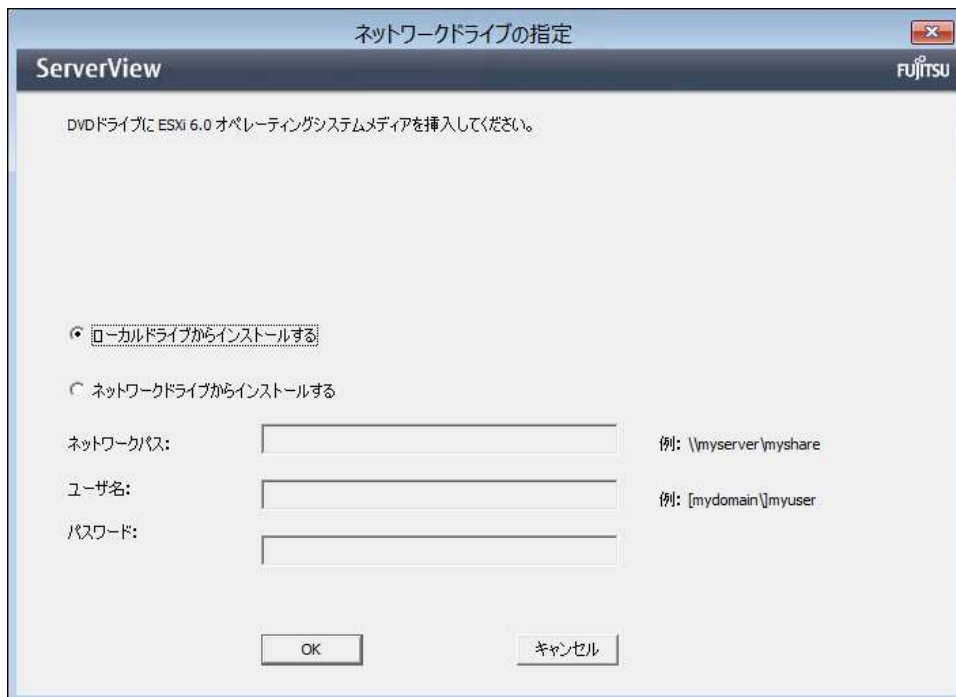 ネットワークドライブの指定
ServerView
FUJITSU
DVDドライブに ESXi 6.0 オペレーティングシステムメディアを挿入してください。
ローカルドライブからインストールする
ネットワークドライブからインストールする
ネットワークパス:
例: \\myserver\myshare
ユーザ名:
例: [mydomain\]myuser
パスワード:
OK
キャンセル